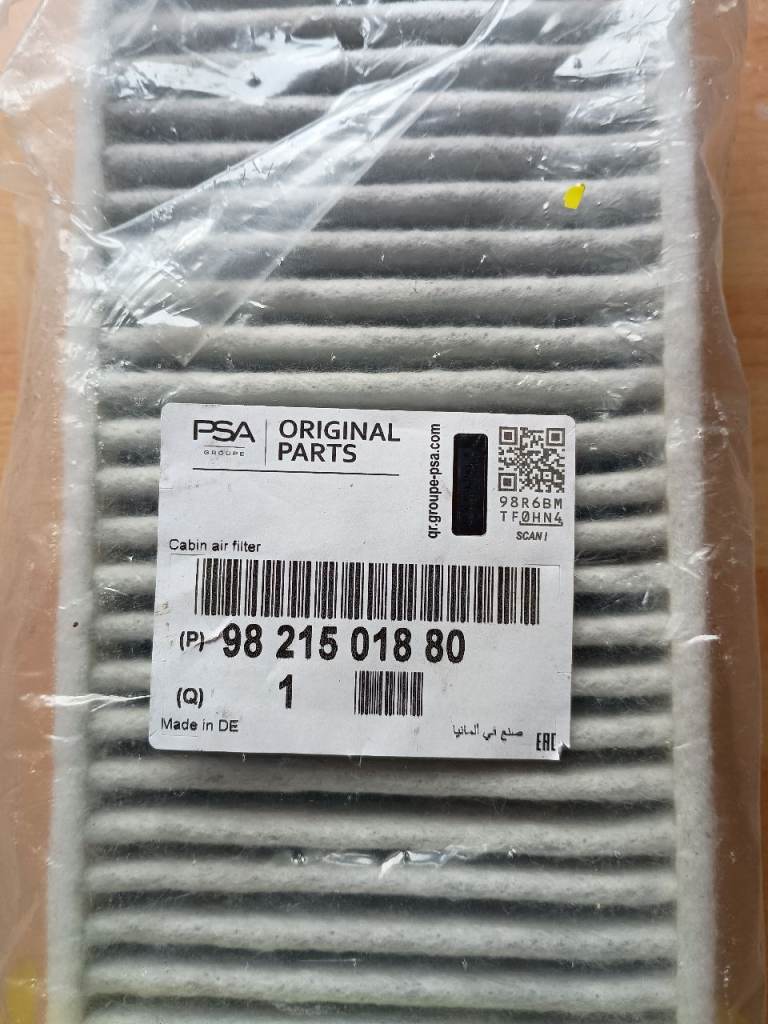 PSA
GROUPE
ORIGINAL
PARTS
qr.groupe-psa.com
98R6BM
TF0HN4
SCAN!
Cabin air filter
(P) 98 215 018 80
(Q) 1
Made in DE
صنع في ألمانيا
EAC